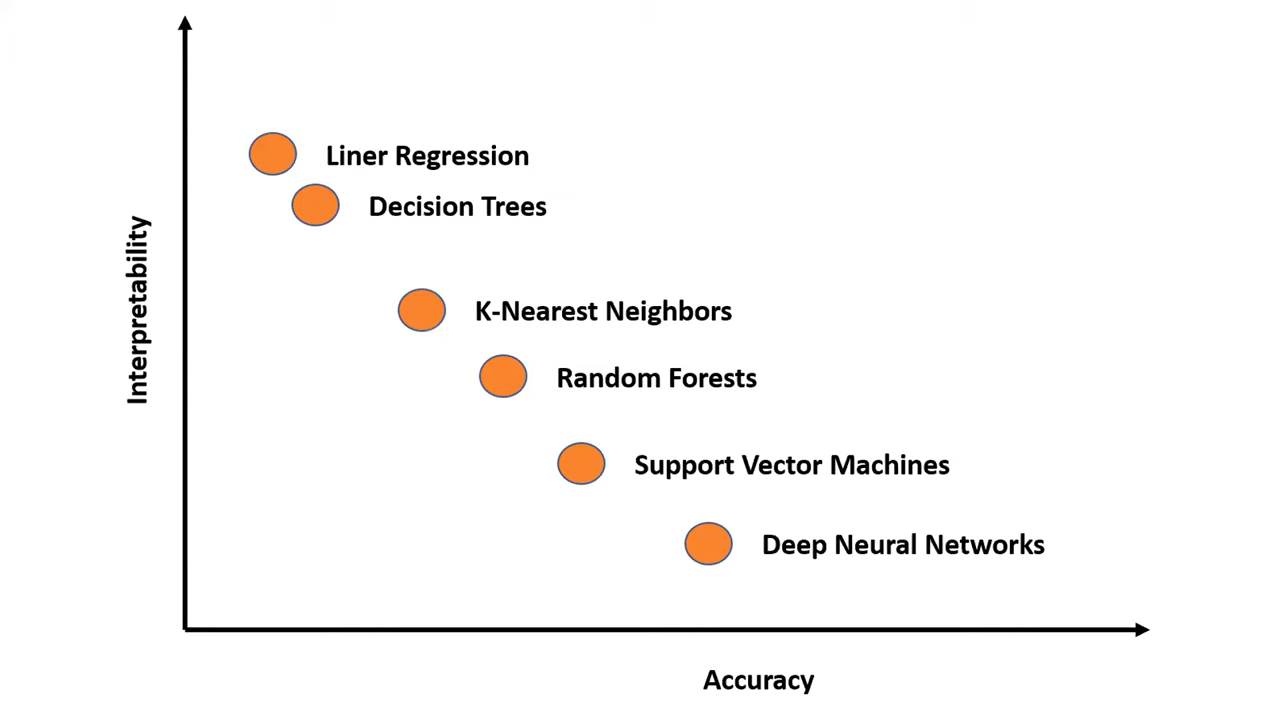 Liner Regression
Decision Trees
Interpretability
K-Nearest Neighbors
Random Forests
Support Vector Machines
Deep Neural Networks
Accuracy